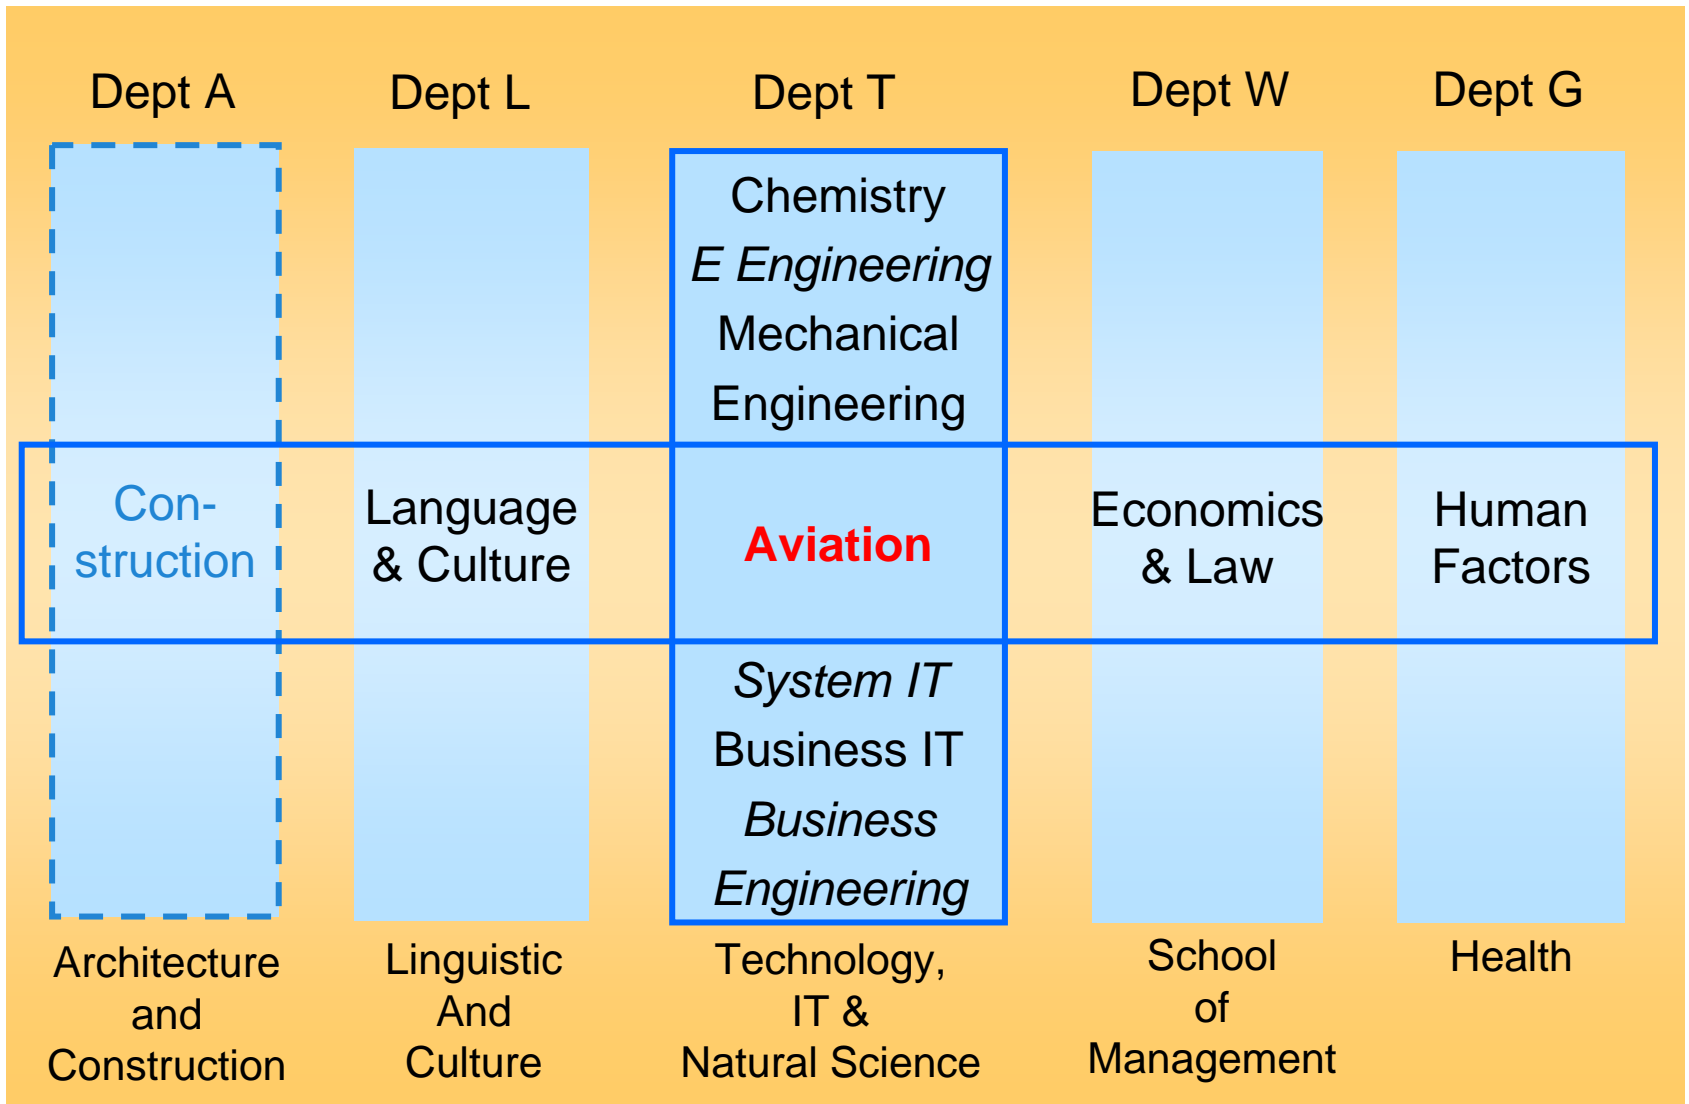 Dept A
Dept L
Dept T
Dept W
Dept G
Chemistry
E Engineering
Mechanical
Engineering
Con-
struction
Language
& Culture
Aviation
Economics
& Law
Human
Factors
System IT
Business IT
Business
Engineering
Architecture
and
Construction
Linguistic
And
Culture
Technology,
IT &
Natural Science
School
of
Management
Health